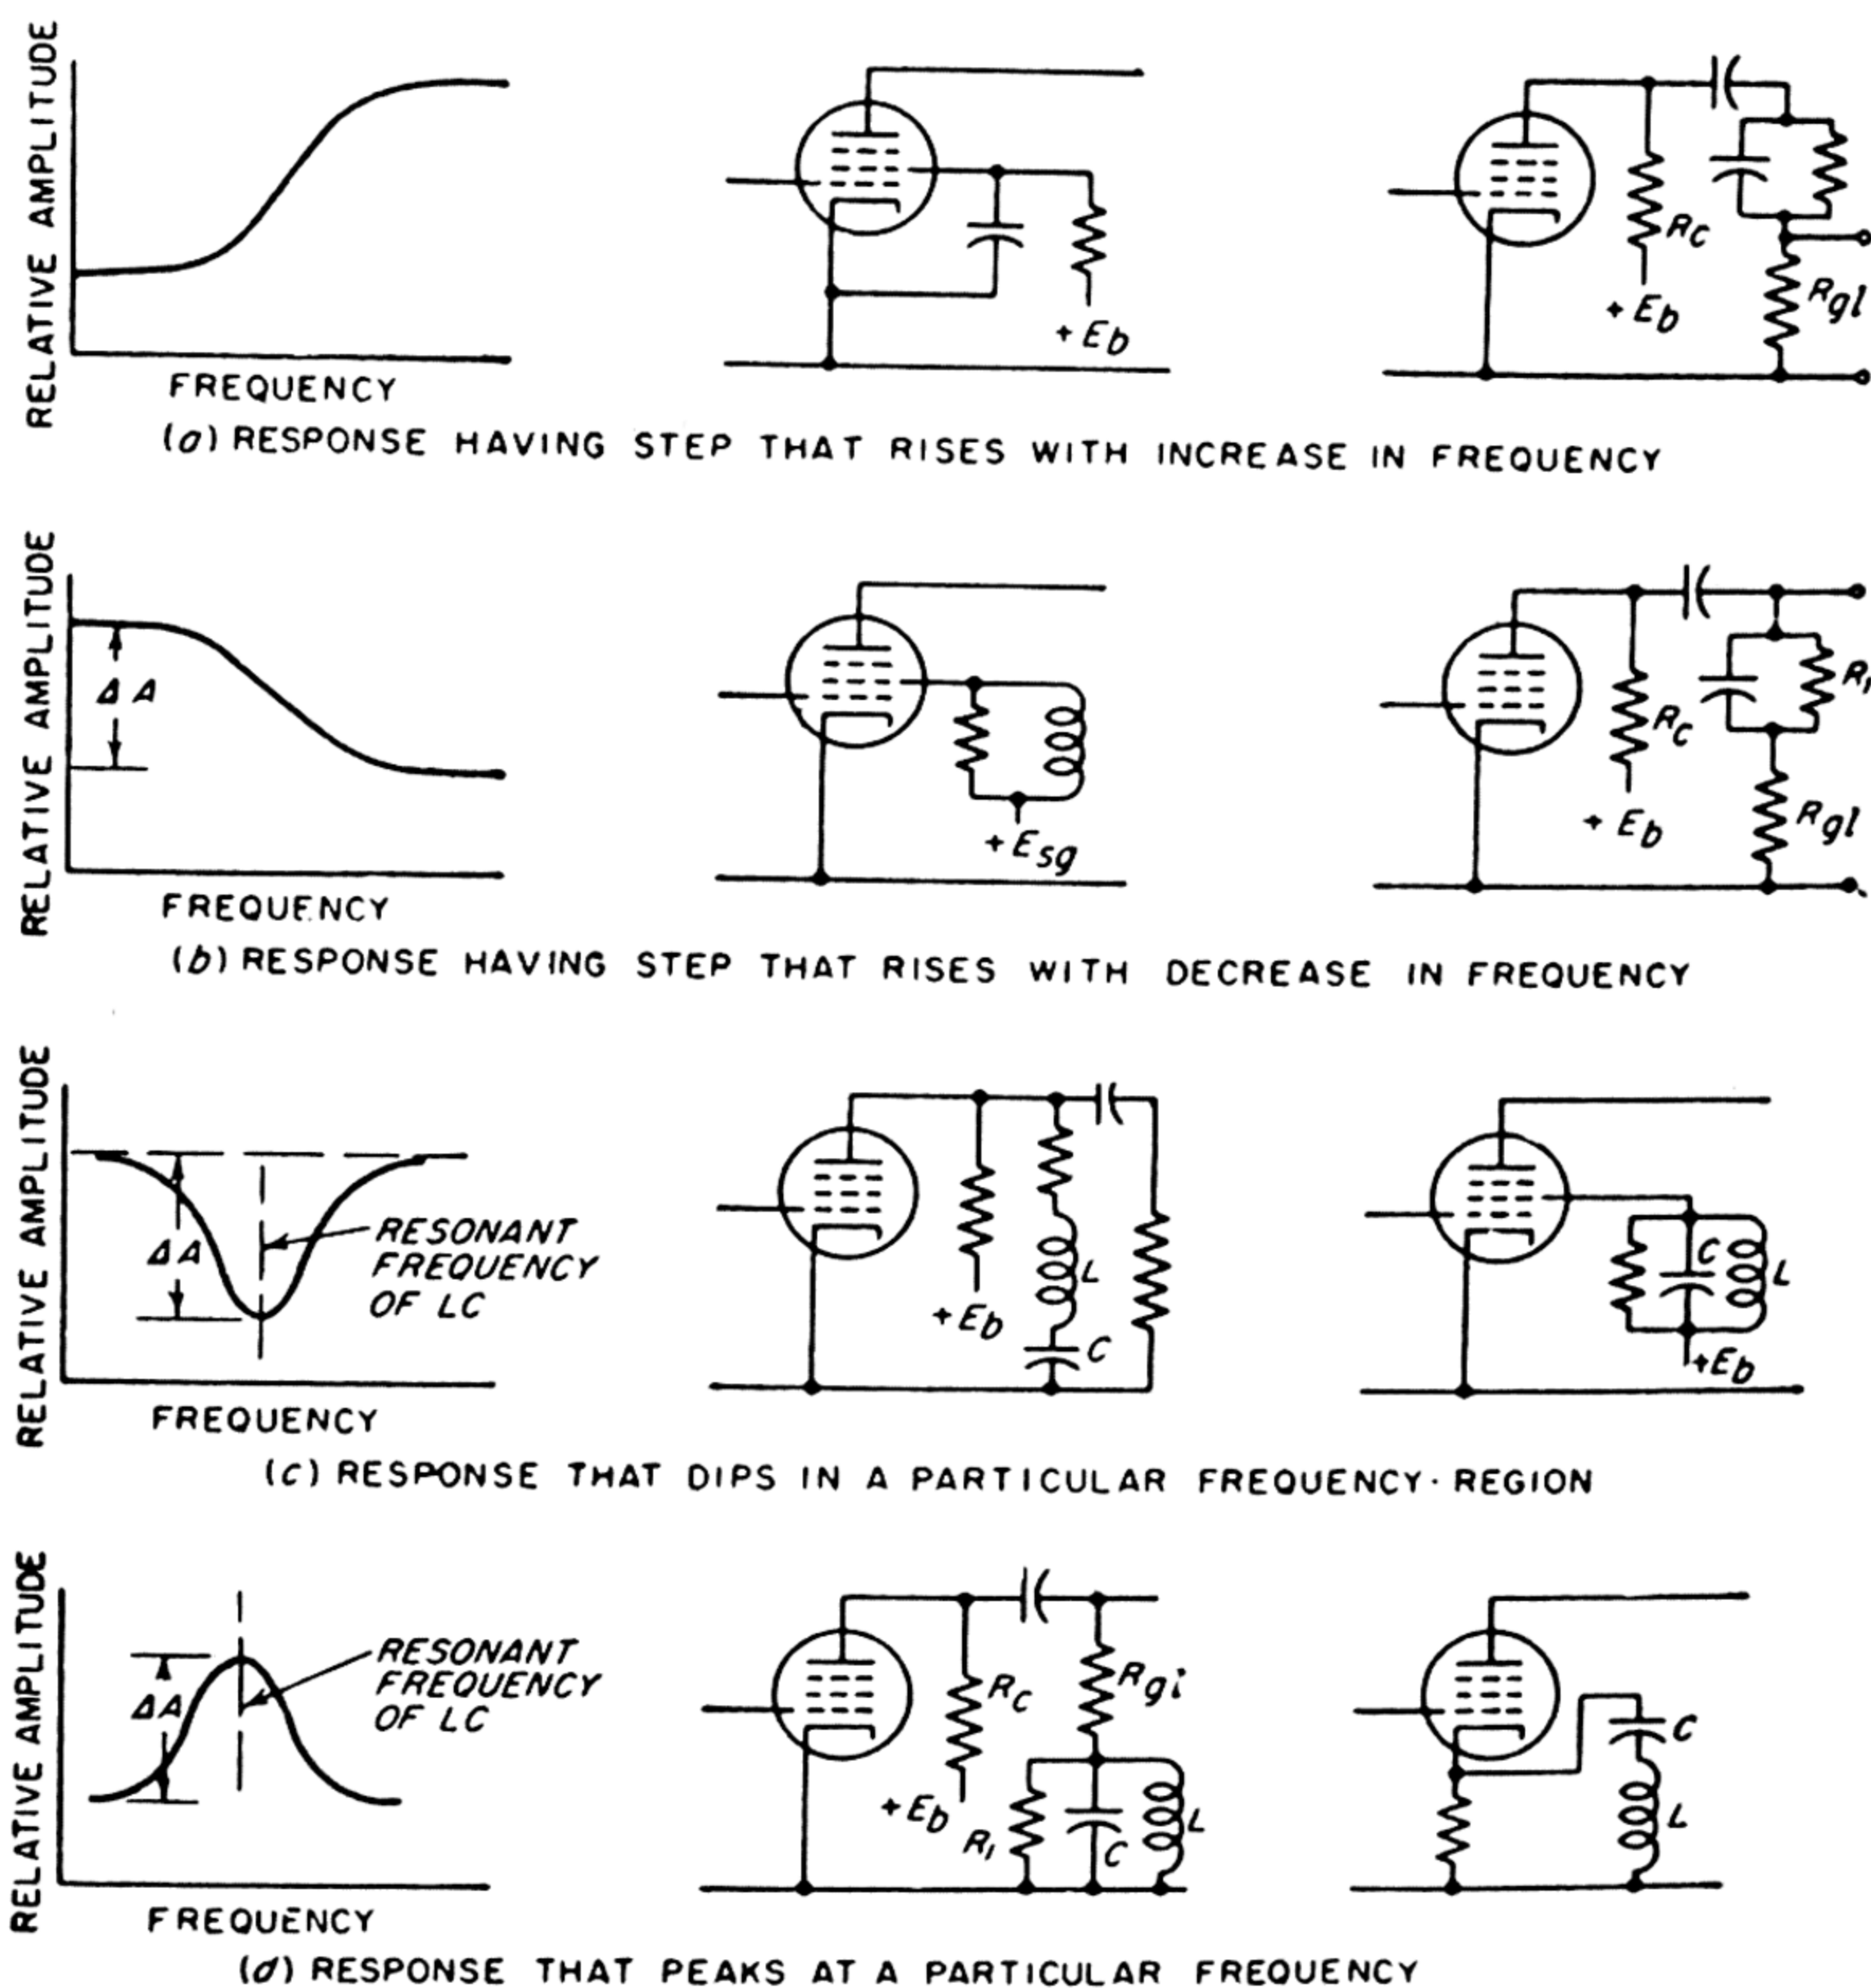 RELATIVE AMPLITUDE
FREQUENCY
+ Eb
RC
+ Eb
Rgl
(a) RESPONSE HAVING STEP THAT RISES WITH INCREASE IN FREQUENCY
RELATIVE AMPLITUDE
Δ A
FREQUENCY
+ Esg
RC
+ Eb
R1
Rgl
(b) RESPONSE HAVING STEP THAT RISES WITH DECREASE IN FREQUENCY
RELATIVE AMPLITUDE
Δ A
RESONANT
FREQUENCY
OF LC
FREQUENCY
+ Eb
L
C
C
L
+Eb
(c) RESPONSE THAT DIPS IN A PARTICULAR FREQUENCY · REGION
RELATIVE AMPLITUDE
ΔA
RESONANT
FREQUENCY
OF LC
FREQUENCY
RC
+Eb
Rgl
R1
C
L
C
L
(d) RESPONSE THAT PEAKS AT A PARTICULAR FREQUENCY